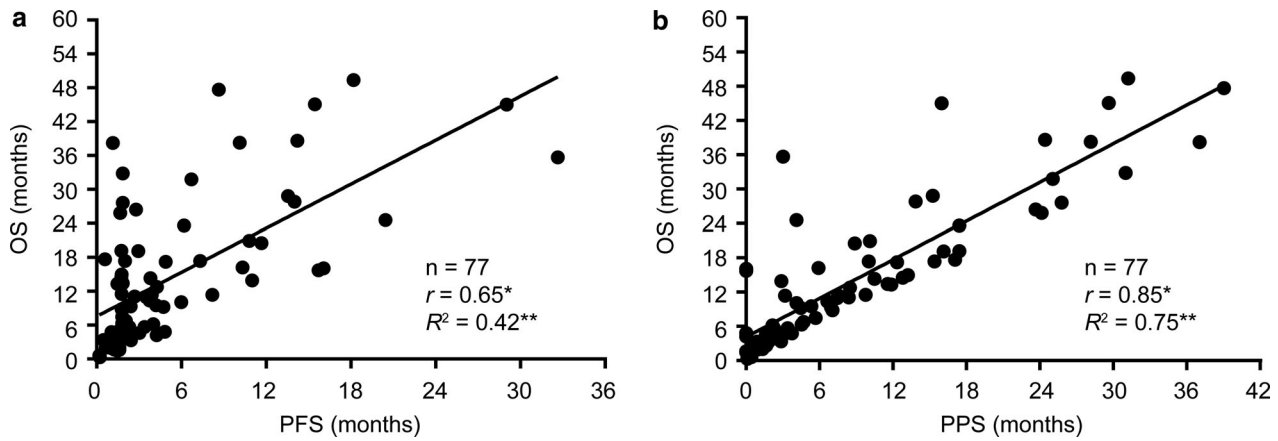 a
60
54
48
42
36
30
24
18
12
6
0
OS (months)
n = 77
r = 0.65*
R² = 0.42**
0 6 12 18 24 30 36
PFS (months)
b
60
54
48
42
36
30
24
18
12
6
0
OS (months)
n = 77
r = 0.85*
R² = 0.75**
0 6 12 18 24 30 36 42
PPS (months)